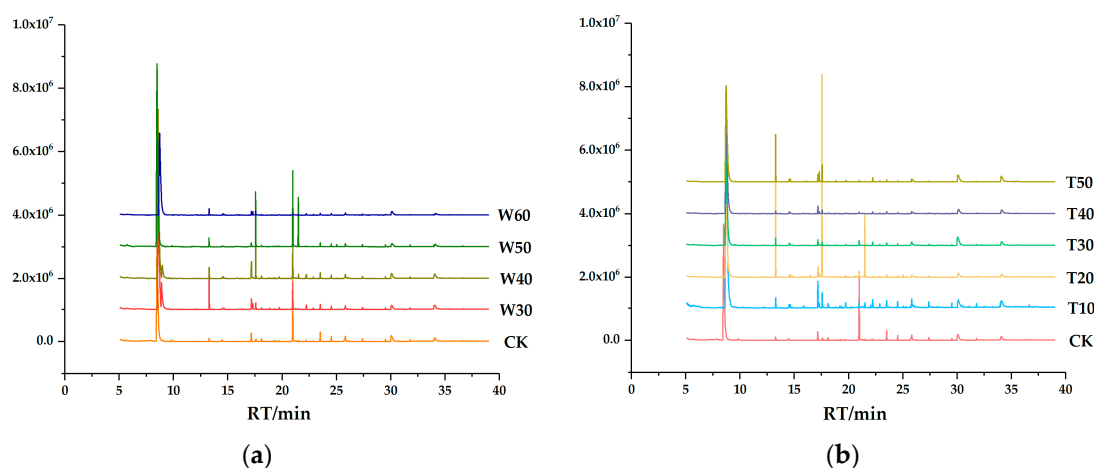 1.0x10⁷
8.0x10⁶
6.0x10⁶
4.0x10⁶
2.0x10⁶
0.0
W60
W50
W40
W30
CK
0 5 10 15 20 25 30 35 40
RT/min
(a)
1.0x10⁷
8.0x10⁶
6.0x10⁶
4.0x10⁶
2.0x10⁶
0.0
T50
T40
T30
T20
T10
CK
0 5 10 15 20 25 30 35 40
RT/min
(b)